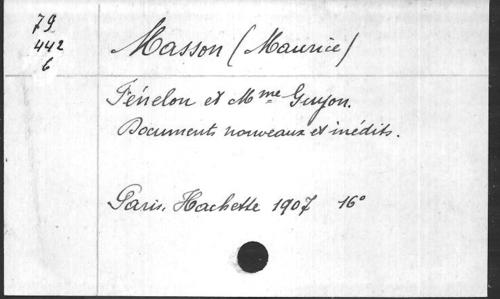 79
442
6
Masson (Maurice)
Fénelon et Mme Guyon.
Documents nouveaux et inédits.
Paris, Hachette 1907 16°